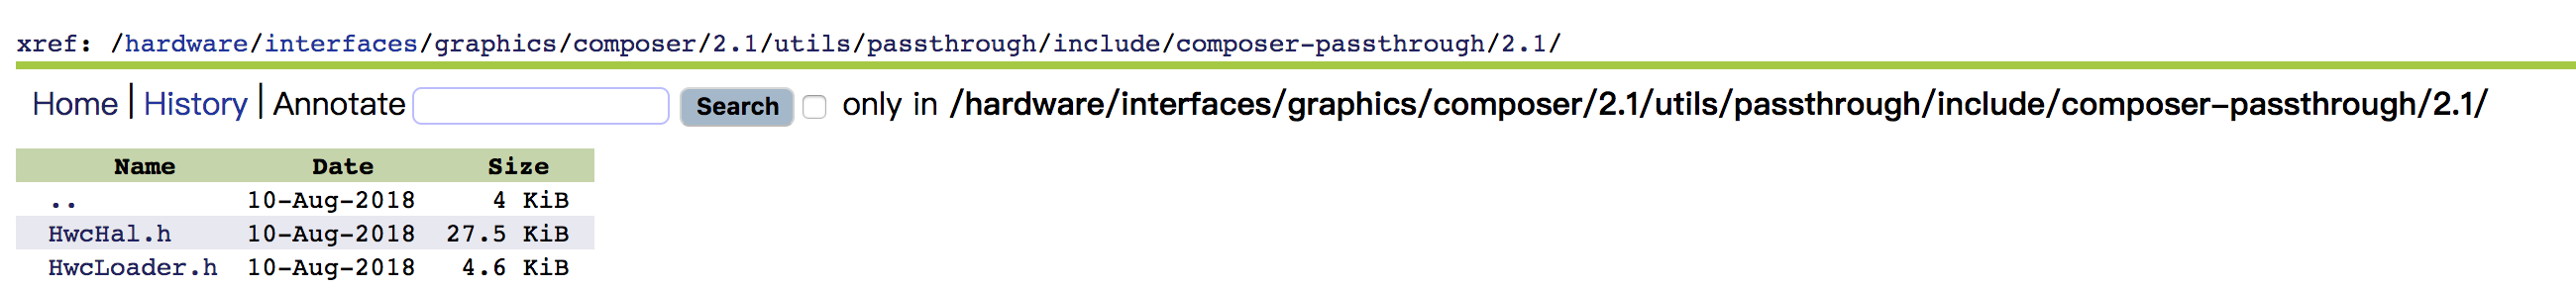 xref: /hardware/interfaces/graphics/composer/2.1/utils/passthrough/include/composer-passthrough/2.1/
Home | History | Annotate Search only in /hardware/interfaces/graphics/composer/2.1/utils/passthrough/include/composer-passthrough/2.1/
Name Date Size
.. 10-Aug-2018 4 KiB
HwcHal.h 10-Aug-2018 27.5 KiB
HwcLoader.h 10-Aug-2018 4.6 KiB